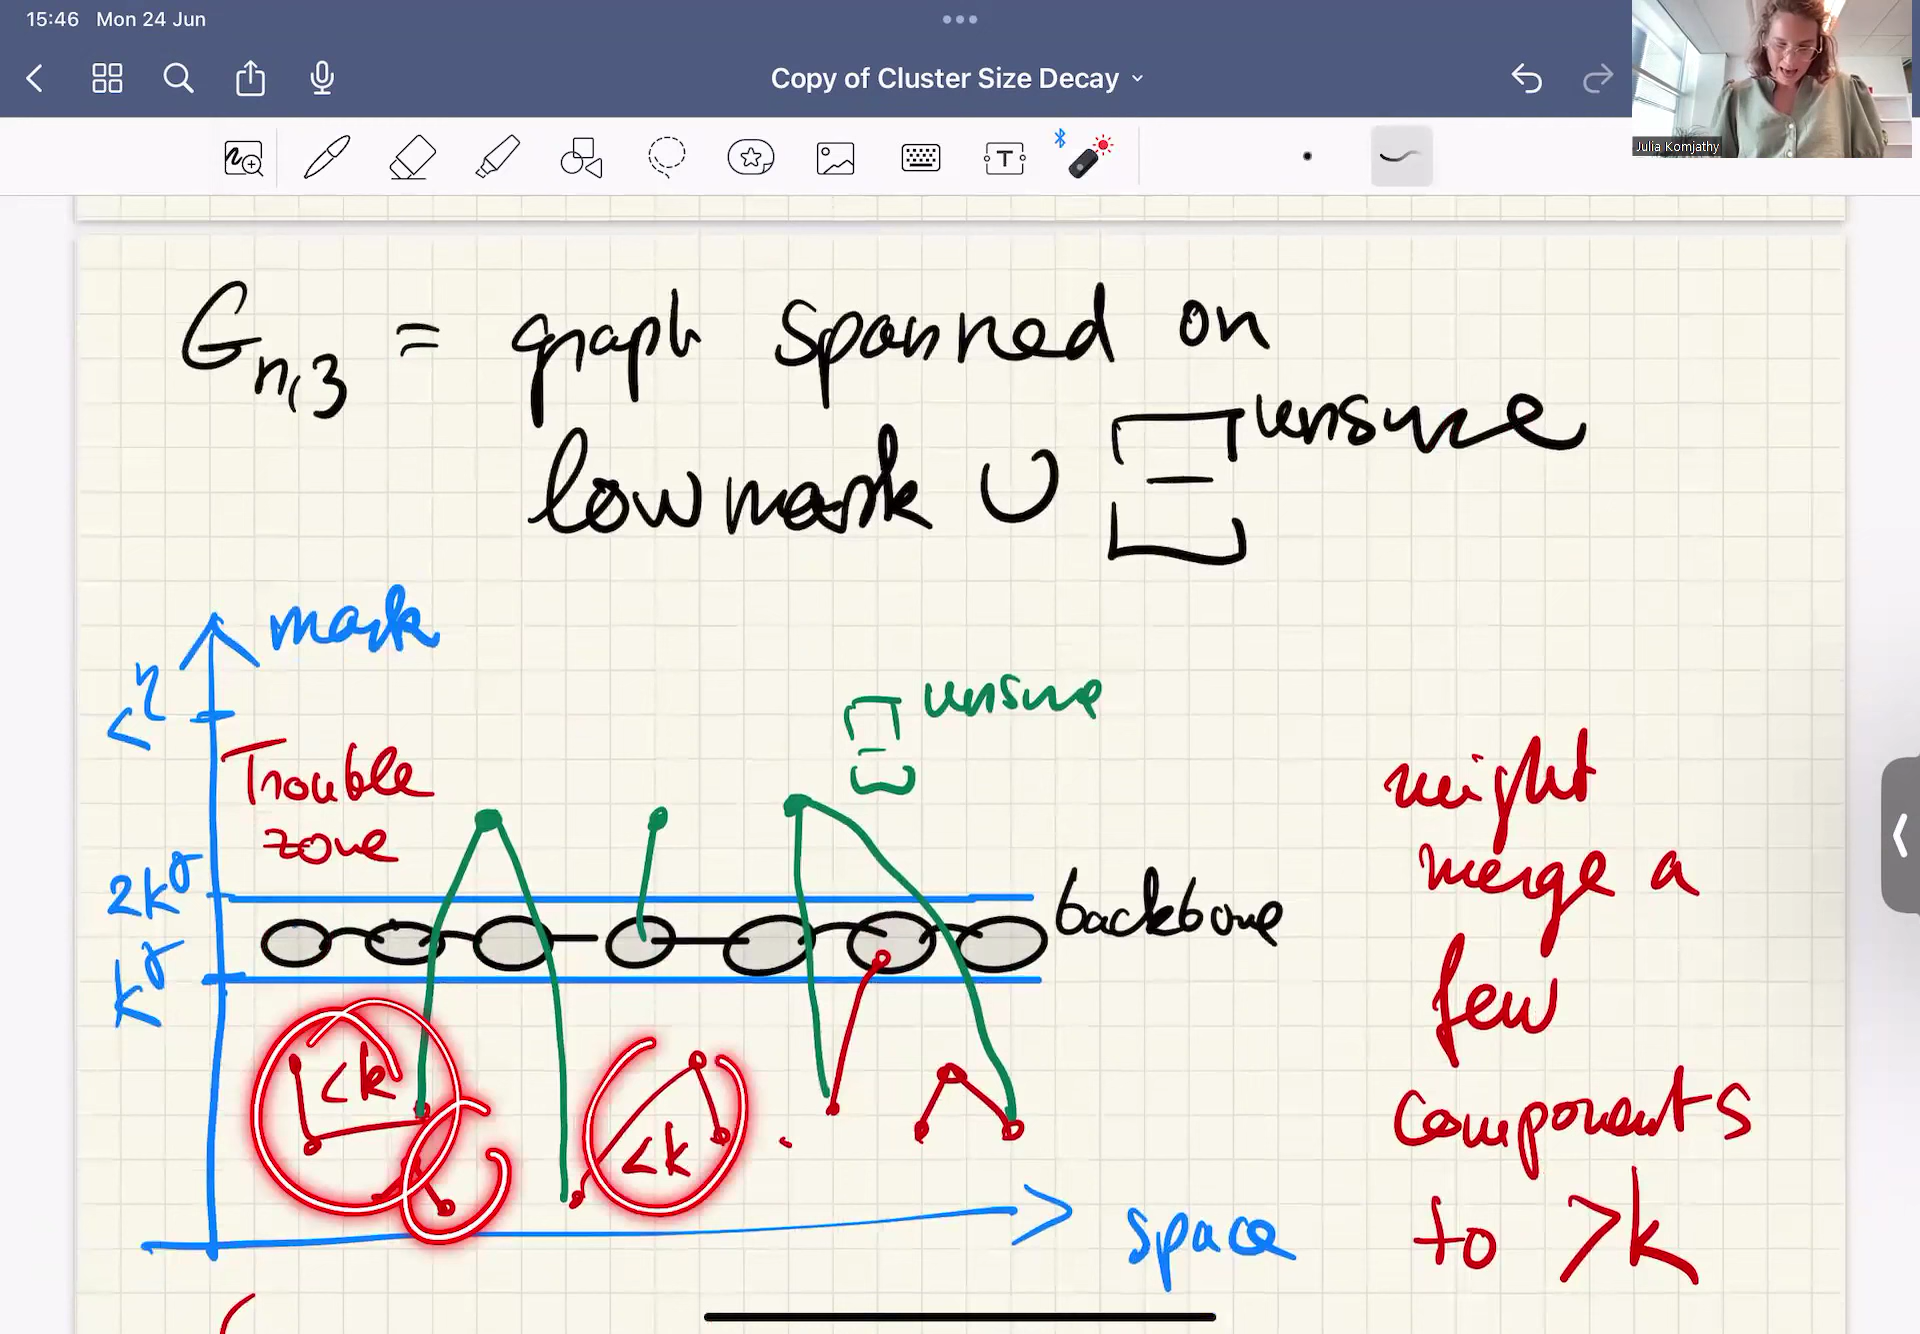 15:46 Mon 24 Jun
Copy of Cluster Size Decay
Julia Komjathy
G_{n,3} = graph spanned on
low mark ∪ unsure
mark
<η
Trouble
zone
2k^γ
k^γ
unsure
backbone
<k
<k
space
might
merge a
few
components
to >k